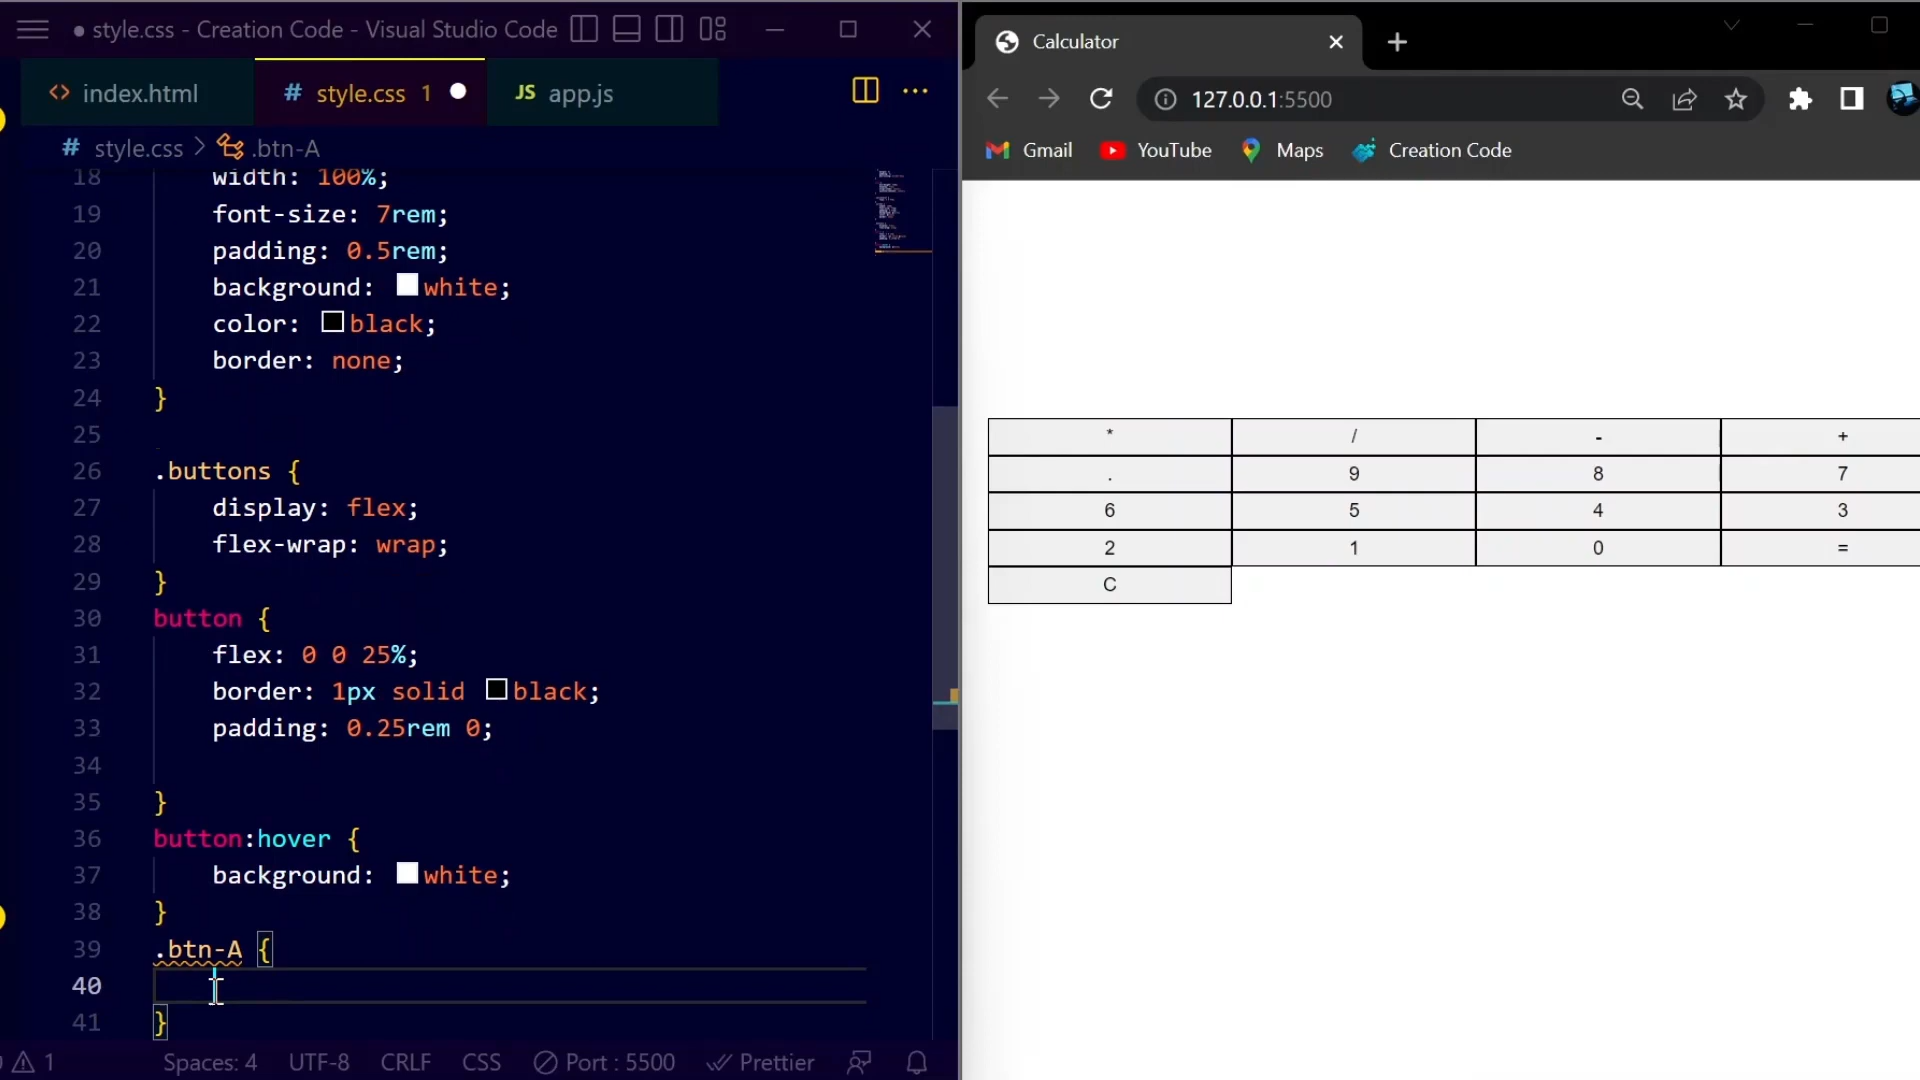 style.css - Creation Code - Visual Studio Code
index.html
# style.css 1
JS app.js
# style.css > .btn-A
18 width: 100%;
19 font-size: 7rem;
20 padding: 0.5rem;
21 background: white;
22 color: black;
23 border: none;
24 }
25
26 .buttons {
27 display: flex;
28 flex-wrap: wrap;
29 }
30 button {
31 flex: 0 0 25%;
32 border: 1px solid black;
33 padding: 0.25rem 0;
34
35 }
36 button:hover {
37 background: white;
38 }
39 .btn-A {
40
41 }
1 Spaces: 4 UTF-8 CRLF CSS Port : 5500 Prettier
Calculator
127.0.0.1:5500
Gmail YouTube Maps Creation Code
* / - +
. 9 8 7
6 5 4 3
2 1 0 =
C